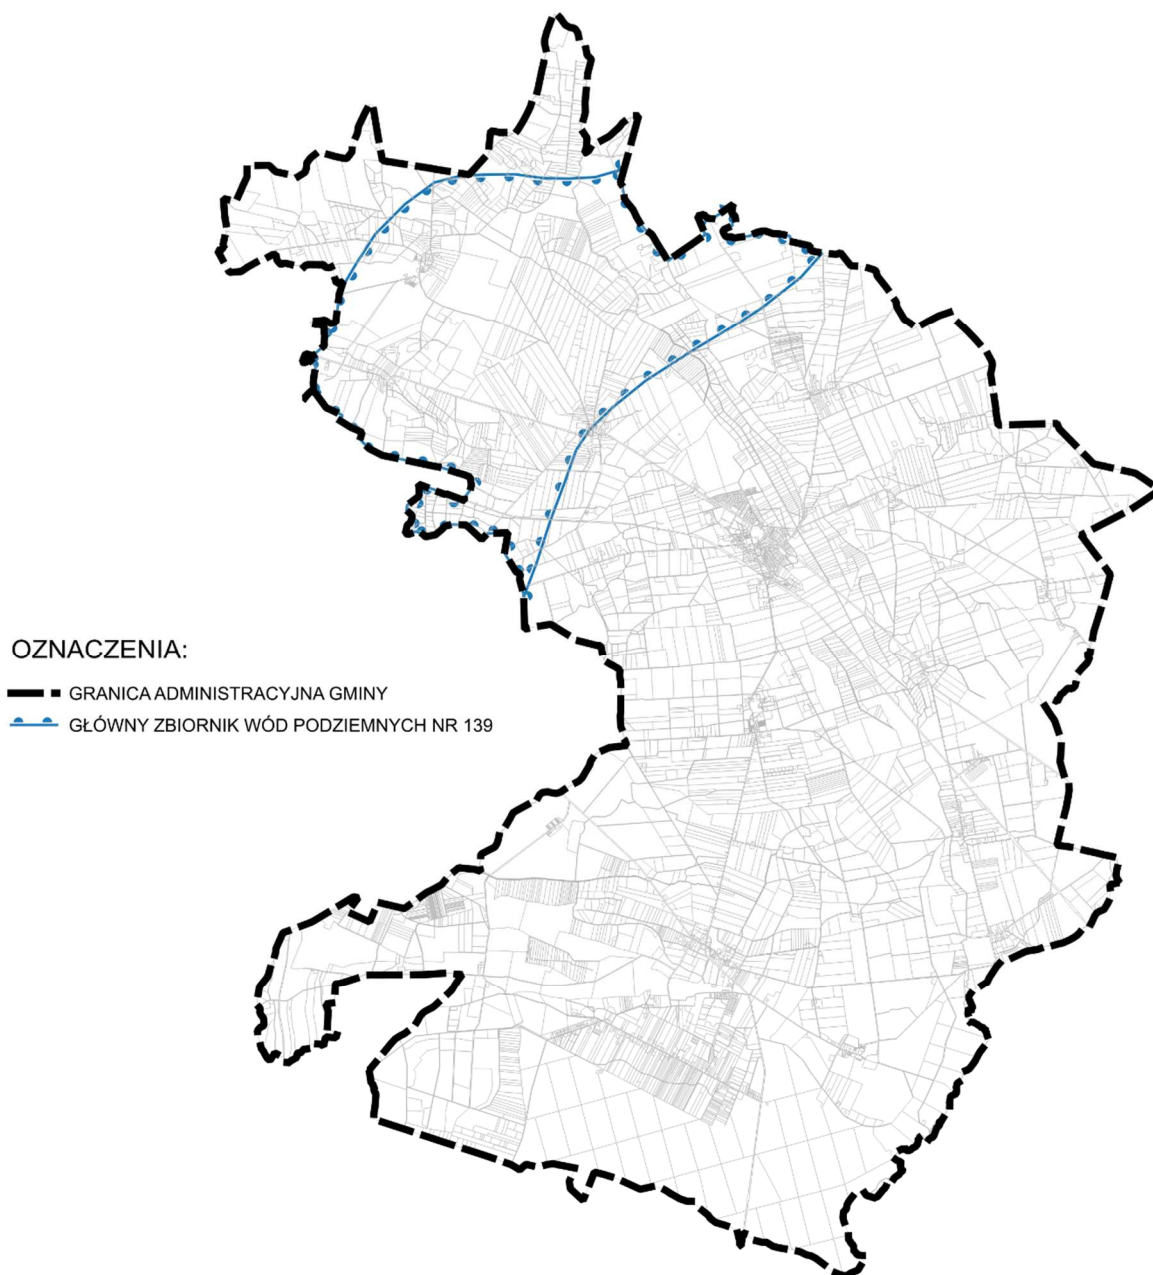 OZNACZENIA:
GRANICA ADMINISTRACYJNA GMINY
GŁÓWNY ZBIORNIK WÓD PODZIEMNYCH NR 139